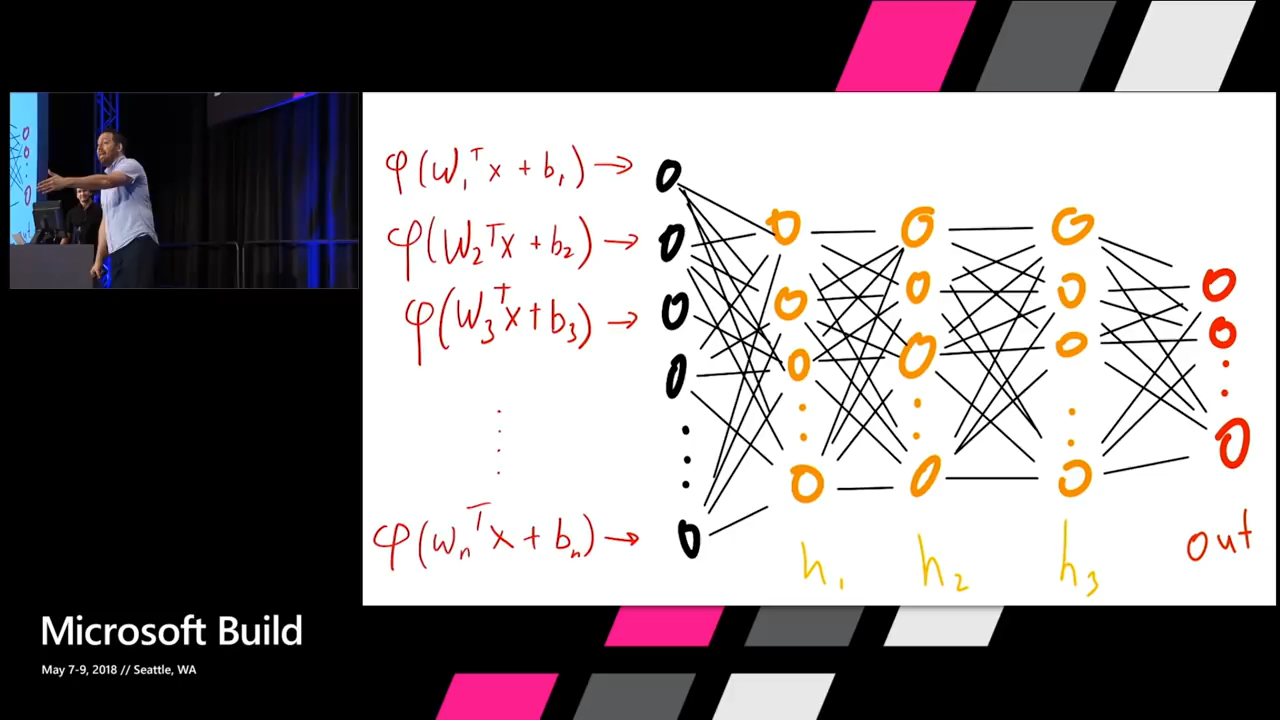 φ(W₁ᵀx + b₁) →
φ(W₂ᵀx + b₂) →
φ(W₃ᵀx + b₃) →
φ(wₙᵀx + bₙ) →
h₁ h₂ h₃ out
Microsoft Build
May 7-9, 2018 // Seattle, WA